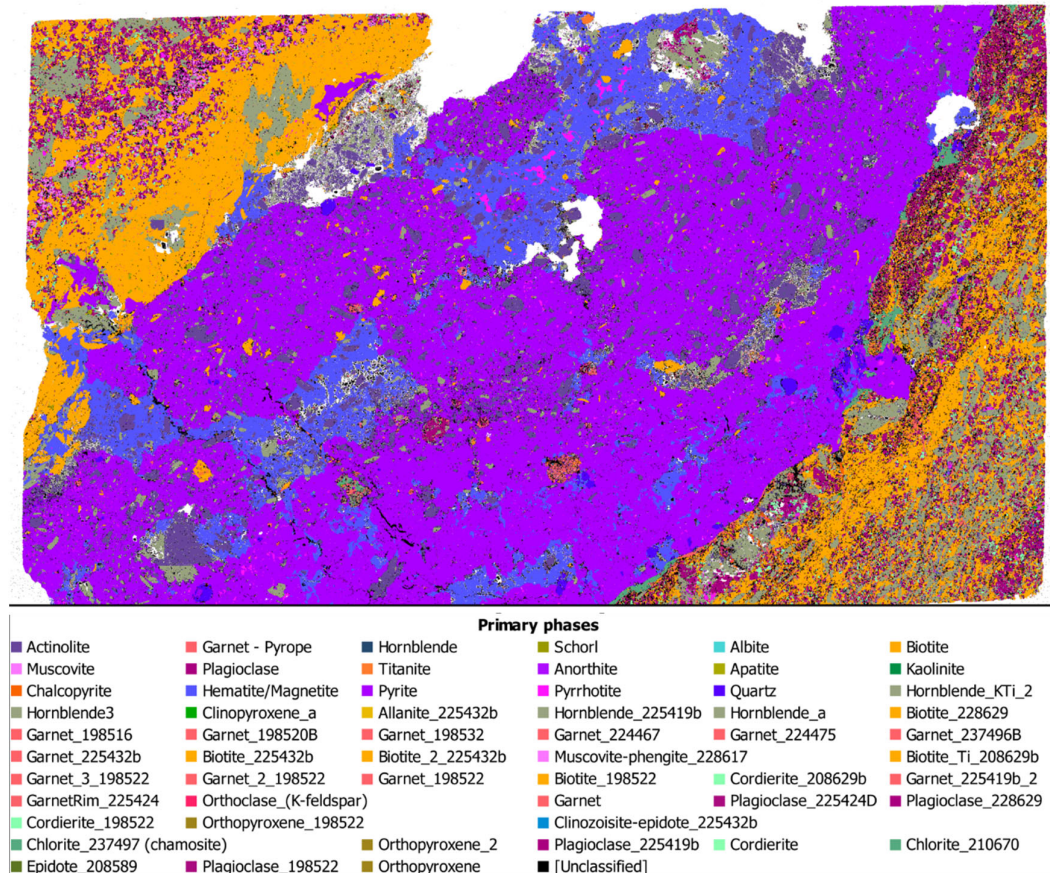 Primary phases
Actinolite Garnet - Pyrope Hornblende Schorl Albite Biotite
Muscovite Plagioclase Titanite Anorthite Apatite Kaolinite
Chalcopyrite Hematite/Magnetite Pyrite Pyrrhotite Quartz Hornblende_KTi_2
Hornblende3 Clinopyroxene_a Allanite_225432b Hornblende_225419b Hornblende_a Biotite_228629
Garnet_198516 Garnet_198520B Garnet_198532 Garnet_224467 Garnet_224475 Garnet_237496B
Garnet_225432b Biotite_225432b Biotite_2_225432b Muscovite-phengite_228617 Biotite_Ti_208629b
Garnet_3_198522 Garnet_2_198522 Garnet_198522 Biotite_198522 Cordierite_208629b Garnet_225419b_2
GarnetRim_225424 Orthoclase_(K-feldspar) Garnet Plagioclase_225424D Plagioclase_228629
Cordierite_198522 Orthopyroxene_198522 Clinozoisite-epidote_225432b
Chlorite_237497 (chamosite) Orthopyroxene_2 Plagioclase_225419b Cordierite Chlorite_210670
Epidote_208589 Plagioclase_198522 Orthopyroxene [Unclassified]